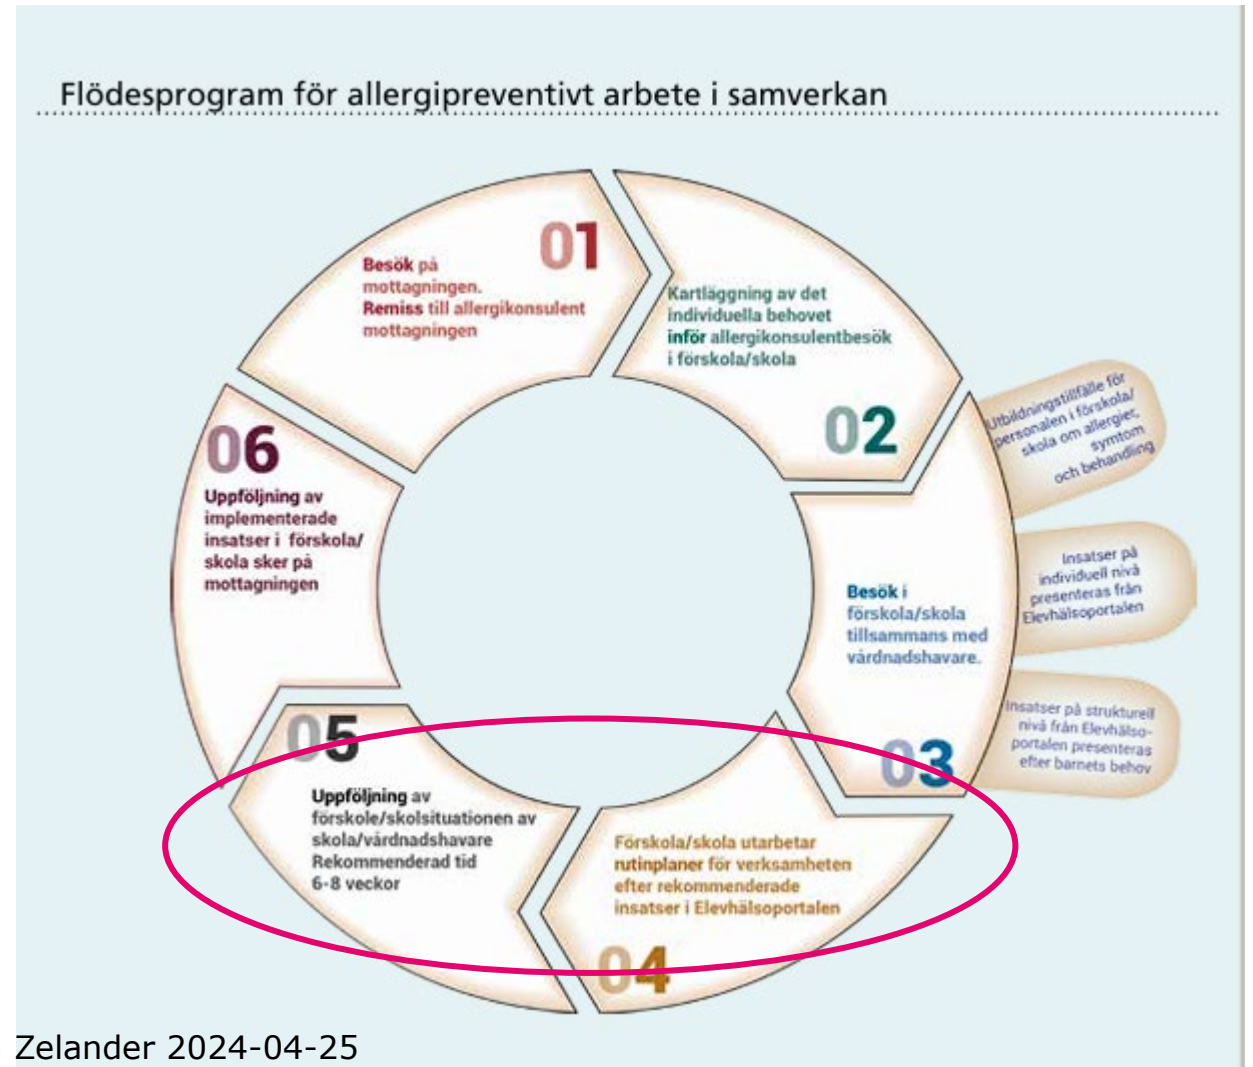 Flödesprogram för allergipreventivt arbete i samverkan
01
Besök på
mottagningen.
Remiss till allergikonsulent
mottagningen
Kartläggning av det
individuella behovet
inför allergikonsulentbesök
i förskola/skola
02
Utbildningstillfälle för
personalen i förskola/
skola om allergier,
symtom
och behandling
Insatser på
individuell nivå
presenteras från
Elevhälsoportalen
Insatser på strukturell
nivå från Elevhälso-
portalen presenteras
efter barnets behov
Besök i
förskola/skola
tillsammans med
vårdnadshavare.
03
Förskola/skola utarbetar
rutinplaner för verksamheten
efter rekommenderade
insatser i Elevhälsoportalen
04
05
Uppföljning av
förskole/skolsituationen av
skola/vårdnadshavare
Rekommenderad tid
6-8 veckor
06
Uppföljning av
implementerade
insatser i förskola/
skola sker på
mottagningen
Zelander 2024-04-25